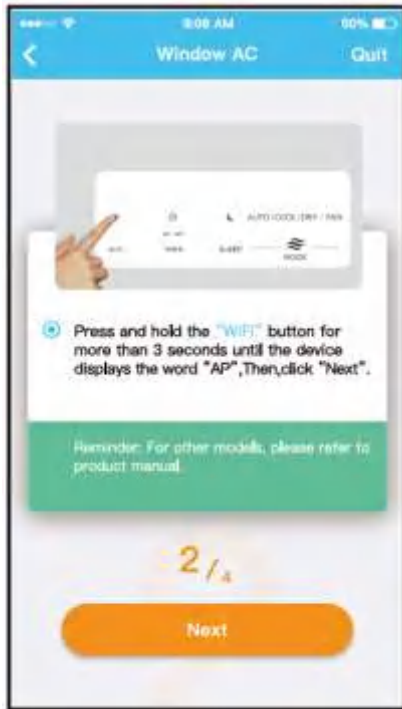 9:08 AM 60%
Window AC Quit
AUTO / COOL / DRY / FAN
SLEEP
MODE
Press and hold the "WiFi" button for
more than 3 seconds until the device
displays the word "AP",Then,click "Next".
Reminder: For other models, please refer to
product manual.
2/4
Next